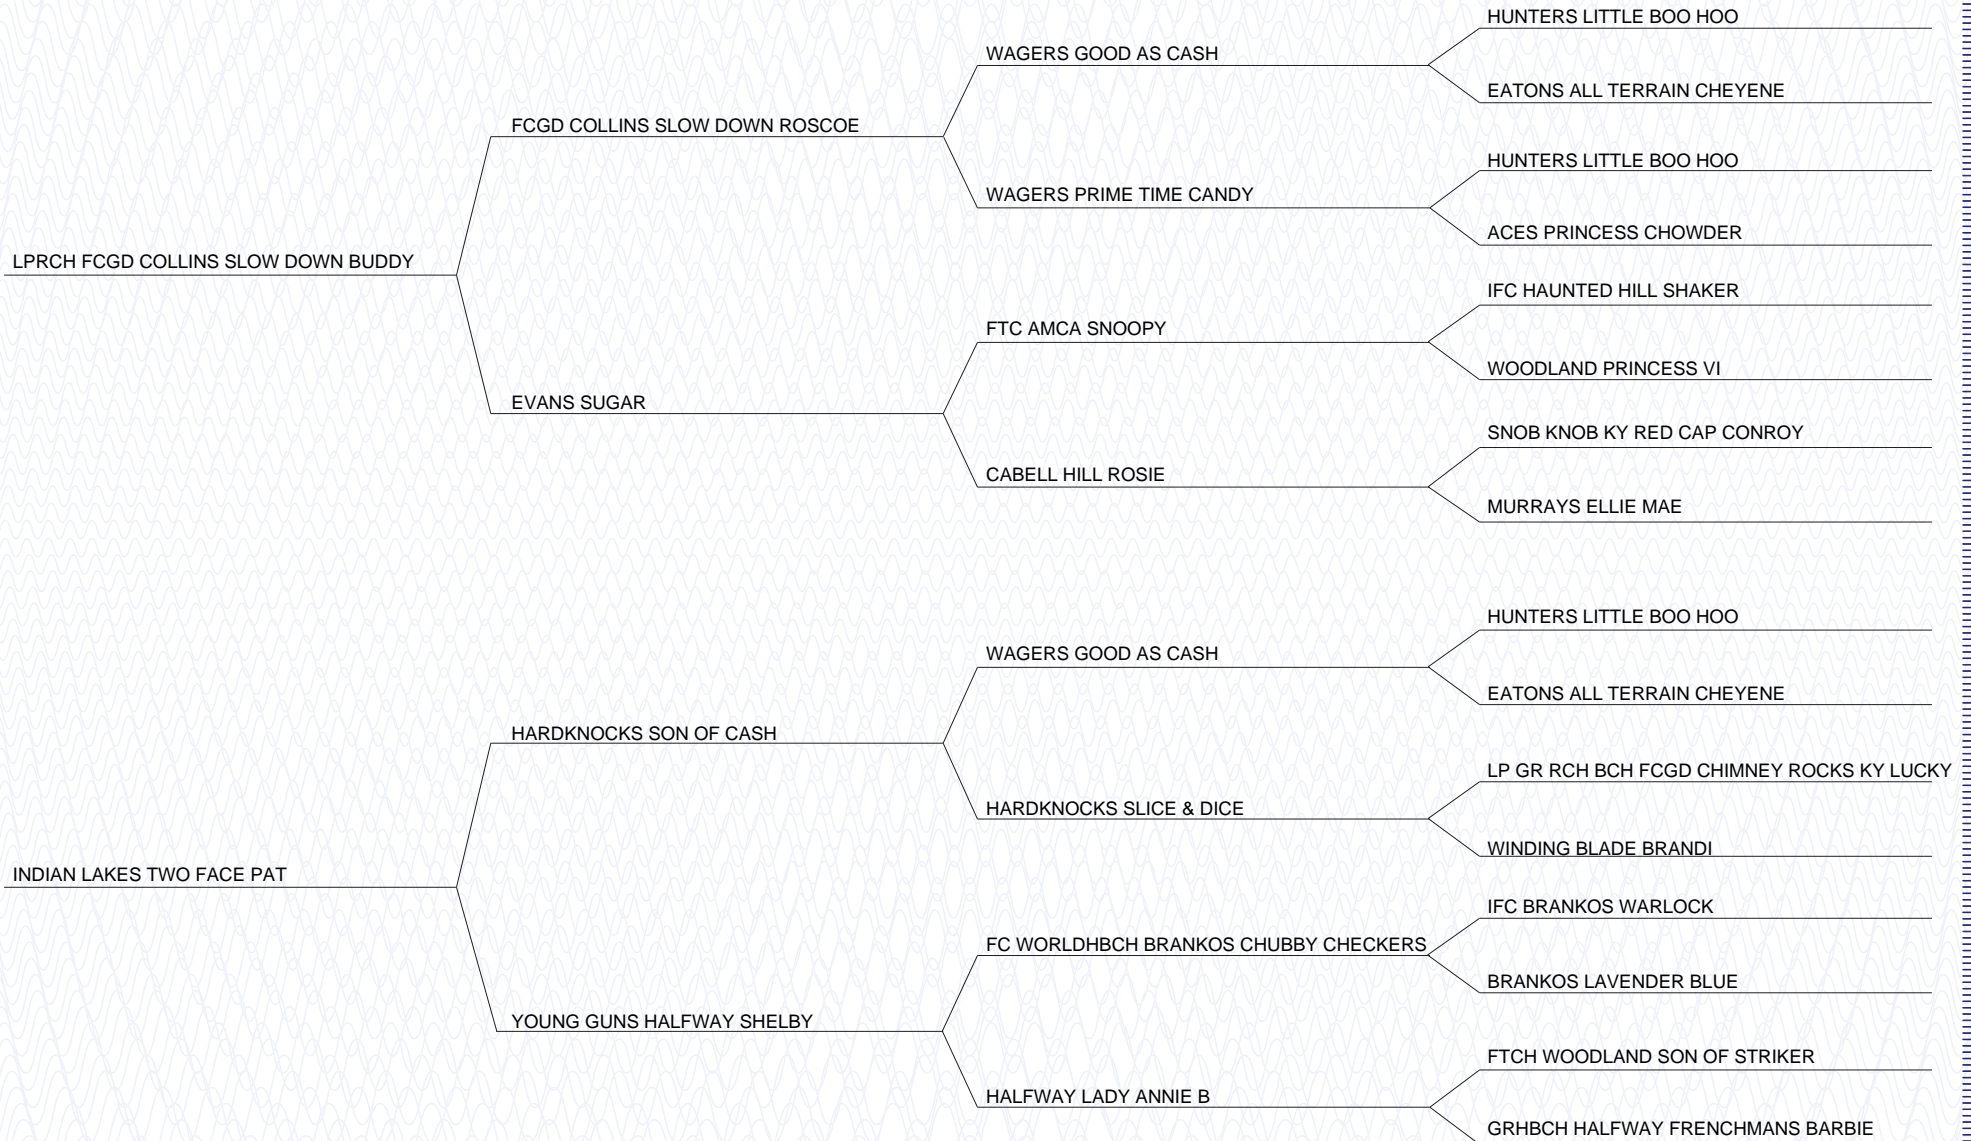 HUNTERS LITTLE BOO HOO
WAGERS GOOD AS CASH
EATONS ALL TERRAIN CHEYENE
FCGD COLLINS SLOW DOWN ROSCOE
HUNTERS LITTLE BOO HOO
WAGERS PRIME TIME CANDY
ACES PRINCESS CHOWDER
LPRCH FCGD COLLINS SLOW DOWN BUDDY
IFC HAUNTED HILL SHAKER
FTC AMCA SNOOPY
WOODLAND PRINCESS VI
EVANS SUGAR
SNOB KNOB KY RED CAP CONROY
CABELL HILL ROSIE
MURRAYS ELLIE MAE
HUNTERS LITTLE BOO HOO
WAGERS GOOD AS CASH
EATONS ALL TERRAIN CHEYENE
HARDKNOCKS SON OF CASH
LP GR RCH BCH FCGD CHIMNEY ROCKS KY LUCKY
HARDKNOCKS SLICE & DICE
WINDING BLADE BRANDI
INDIAN LAKES TWO FACE PAT
IFC BRANKOS WARLOCK
FC WORLDHBCH BRANKOS CHUBBY CHECKERS
BRANKOS LAVENDER BLUE
YOUNG GUNS HALFWAY SHELBY
FTCH WOODLAND SON OF STRIKER
HALFWAY LADY ANNIE B
GRHBCH HALFWAY FRENCHMANS BARBIE